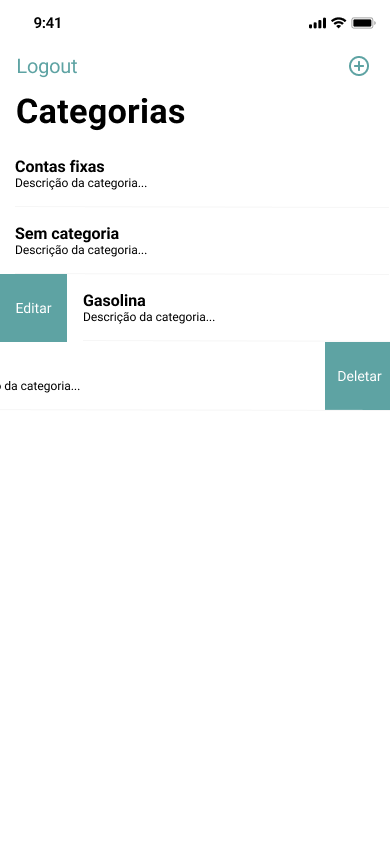 9:41
Logout
Categorias
Contas fixas
Descrição da categoria...
Sem categoria
Descrição da categoria...
Editar
Gasolina
Descrição da categoria...
da categoria...
Deletar